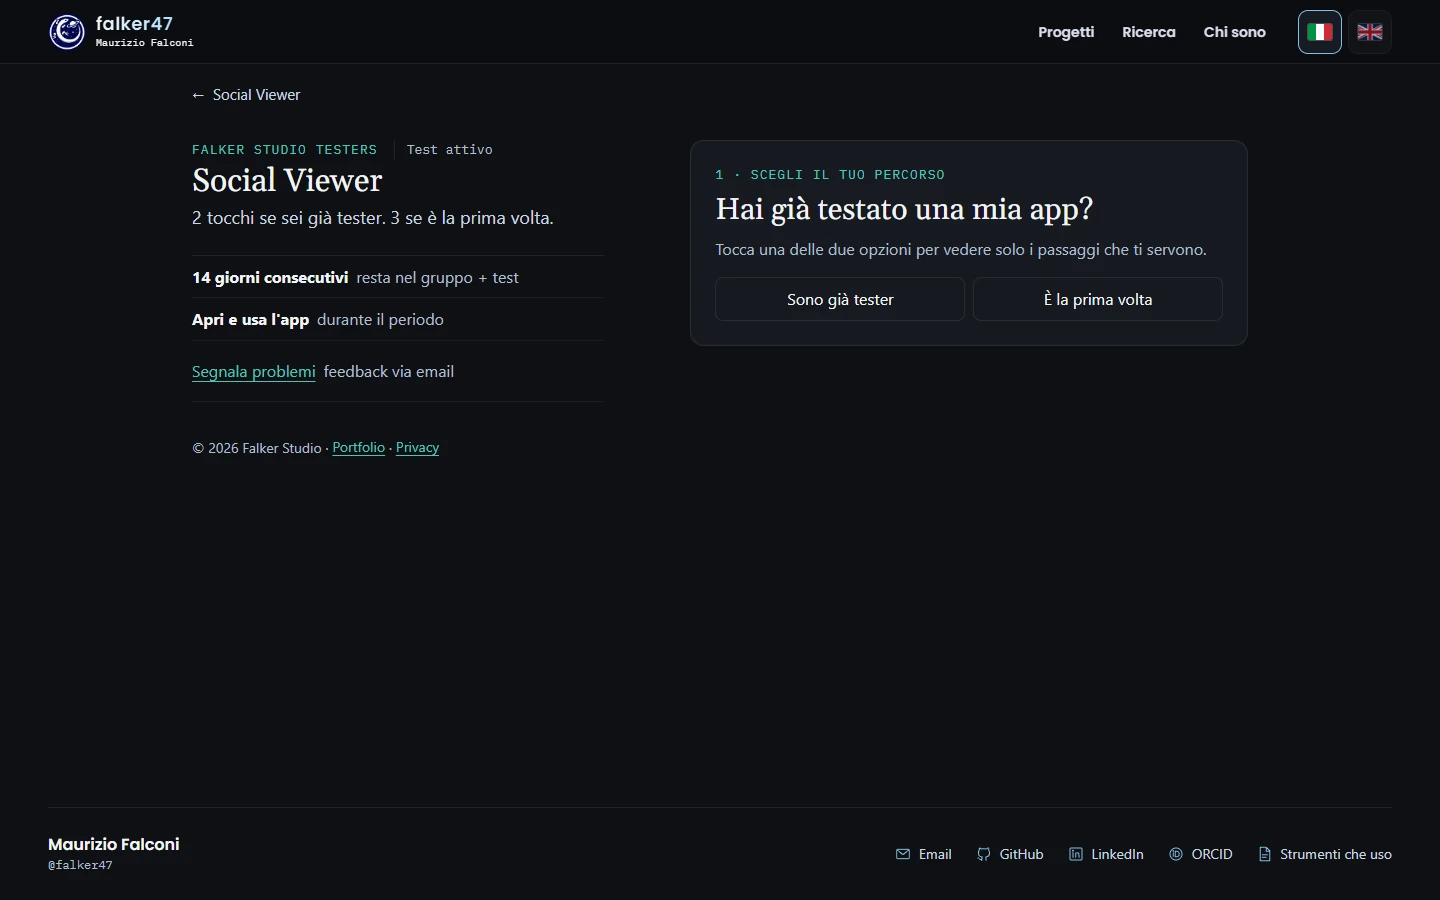 falker47
Maurizio Falconi
Progetti
Ricerca
Chi sono
← Social Viewer
FALKER STUDIO TESTERS
Test attivo
Social Viewer
2 tocchi se sei già tester. 3 se è la prima volta.
14 giorni consecutivi resta nel gruppo + test
Apri e usa l'app durante il periodo
Segnala problemi feedback via email
© 2026 Falker Studio · Portfolio · Privacy
1 · SCEGLI IL TUO PERCORSO
Hai già testato una mia app?
Tocca una delle due opzioni per vedere solo i passaggi che ti servono.
Sono già tester
È la prima volta
Maurizio Falconi
@falker47
Email
GitHub
LinkedIn
ORCID
Strumenti che uso